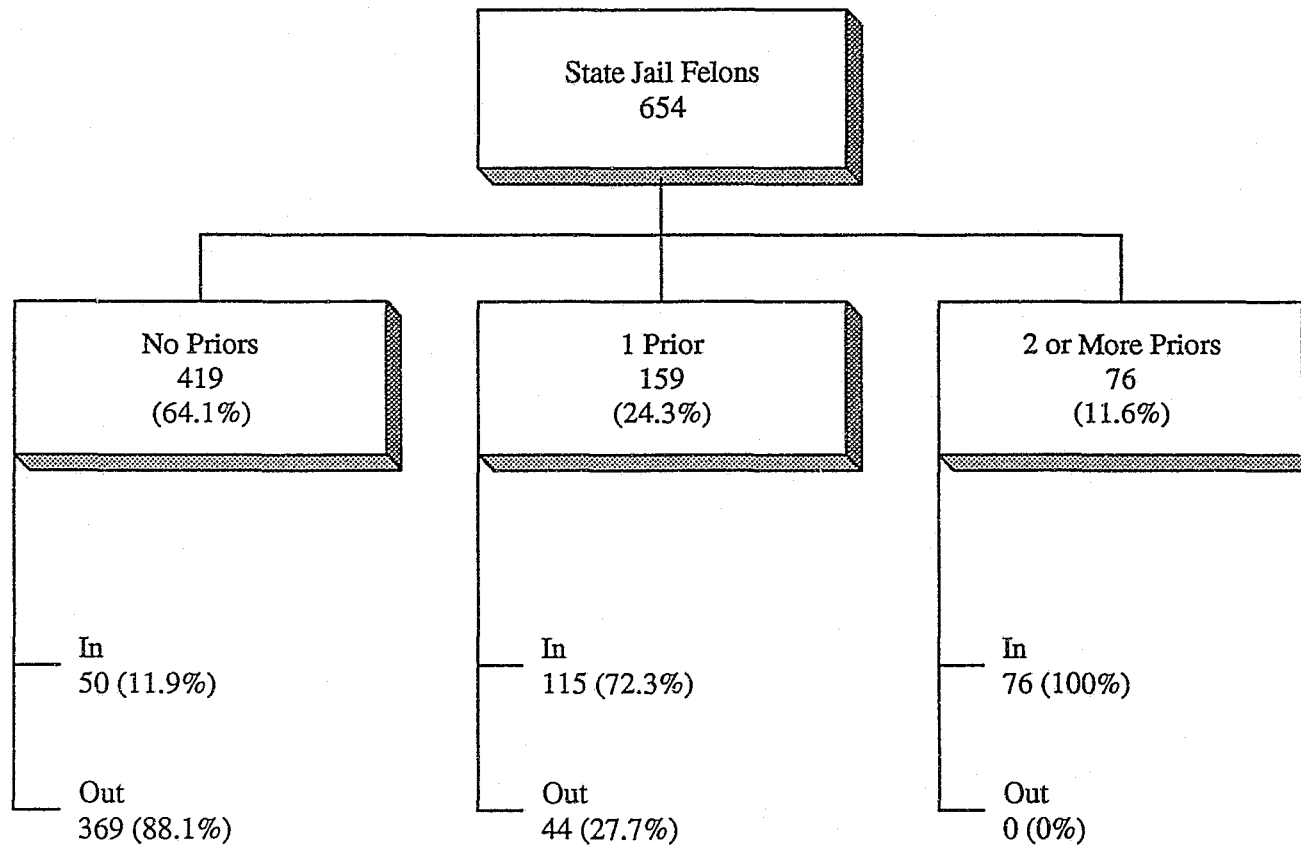 State Jail Felons
654
No Priors
419
(64.1%)
1 Prior
159
(24.3%)
2 or More Priors
76
(11.6%)
In
50 (11.9%)
Out
369 (88.1%)
In
115 (72.3%)
Out
44 (27.7%)
In
76 (100%)
Out
0 (0%)